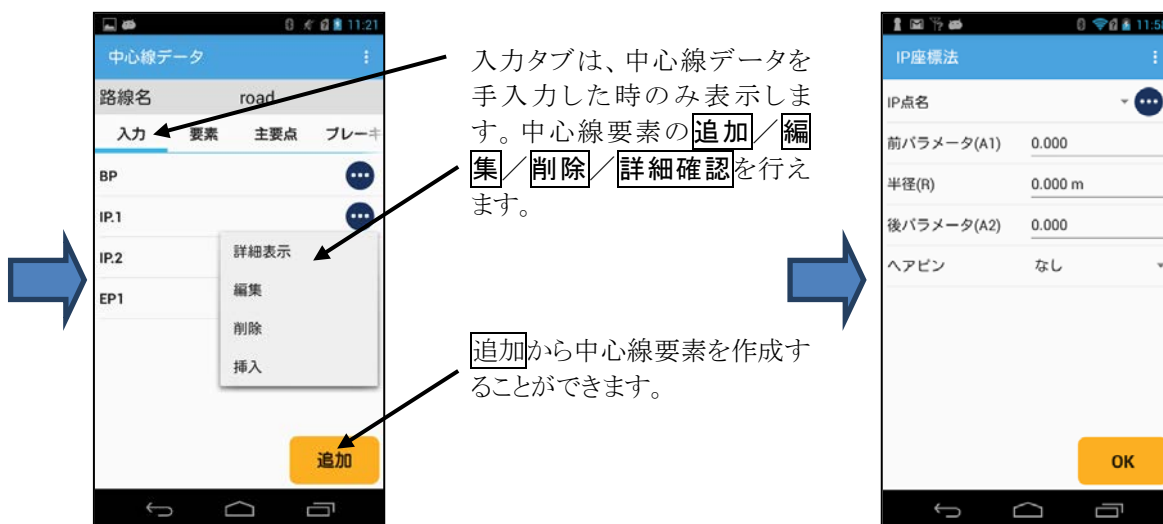 11:21
中心線データ
路線名 road
入力 要素 主要点 ブレーキ
BP
IP.1
IP.2
EP1
詳細表示
編集
削除
挿入
追加
入力タブは、中心線データを
手入力した時のみ表示しま
す。中心線要素の追加／編
集／削除／詳細確認を行え
ます。
追加から中心線要素を作成す
ることができます。
IP座標法
IP点名
前パラメータ(A1) 0.000
半径(R) 0.000 m
後パラメータ(A2) 0.000
ヘアピン なし
OK